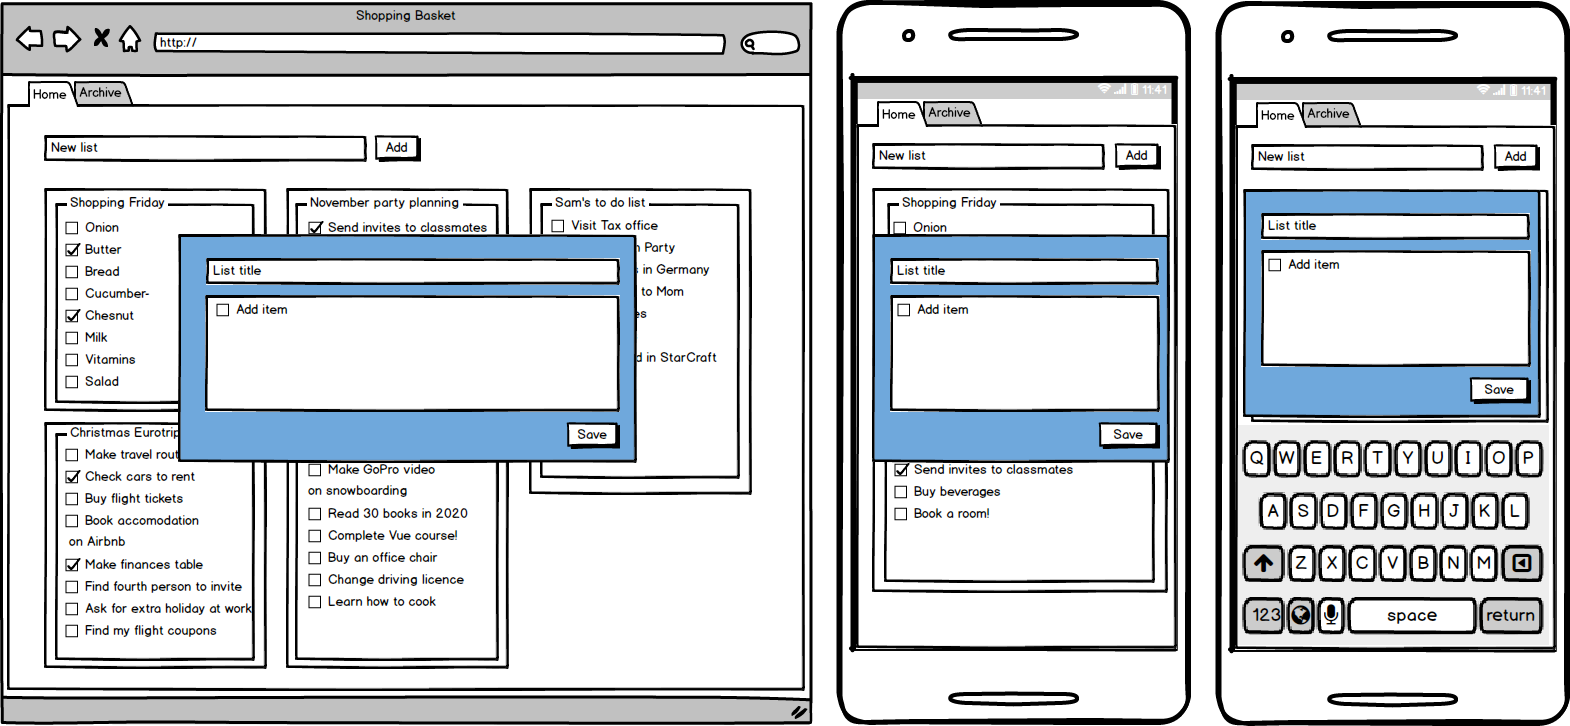 Shopping Basket
http://
Home
Archive
New list
Add
Shopping Friday
Onion
Butter
Bread
Cucumber-
Chesnut
Milk
Vitamins
Salad
November party planning
Send invites to classmates
Sam's to do list
Visit Tax office
Party
in Germany
to Mom
in StarCraft
List title
Add item
Save
Christmas Eurotrip
Make travel rout
Check cars to rent
Buy flight tickets
Book accomodation
on Airbnb
Make finances table
Find fourth person to invite
Ask for extra holiday at work
Find my flight coupons
Make GoPro video
on snowboarding
Read 30 books in 2020
Complete Vue course!
Buy an office chair
Change driving licence
Learn how to cook
11:41
Home
Archive
New list
Add
Shopping Friday
Onion
List title
Add item
Save
Send invites to classmates
Buy beverages
Book a room!
11:41
Home
Archive
New list
Add
List title
Add item
Save
Q W E R T Y U I O P
A S D F G H J K L
Z X C V B N M
123 space return